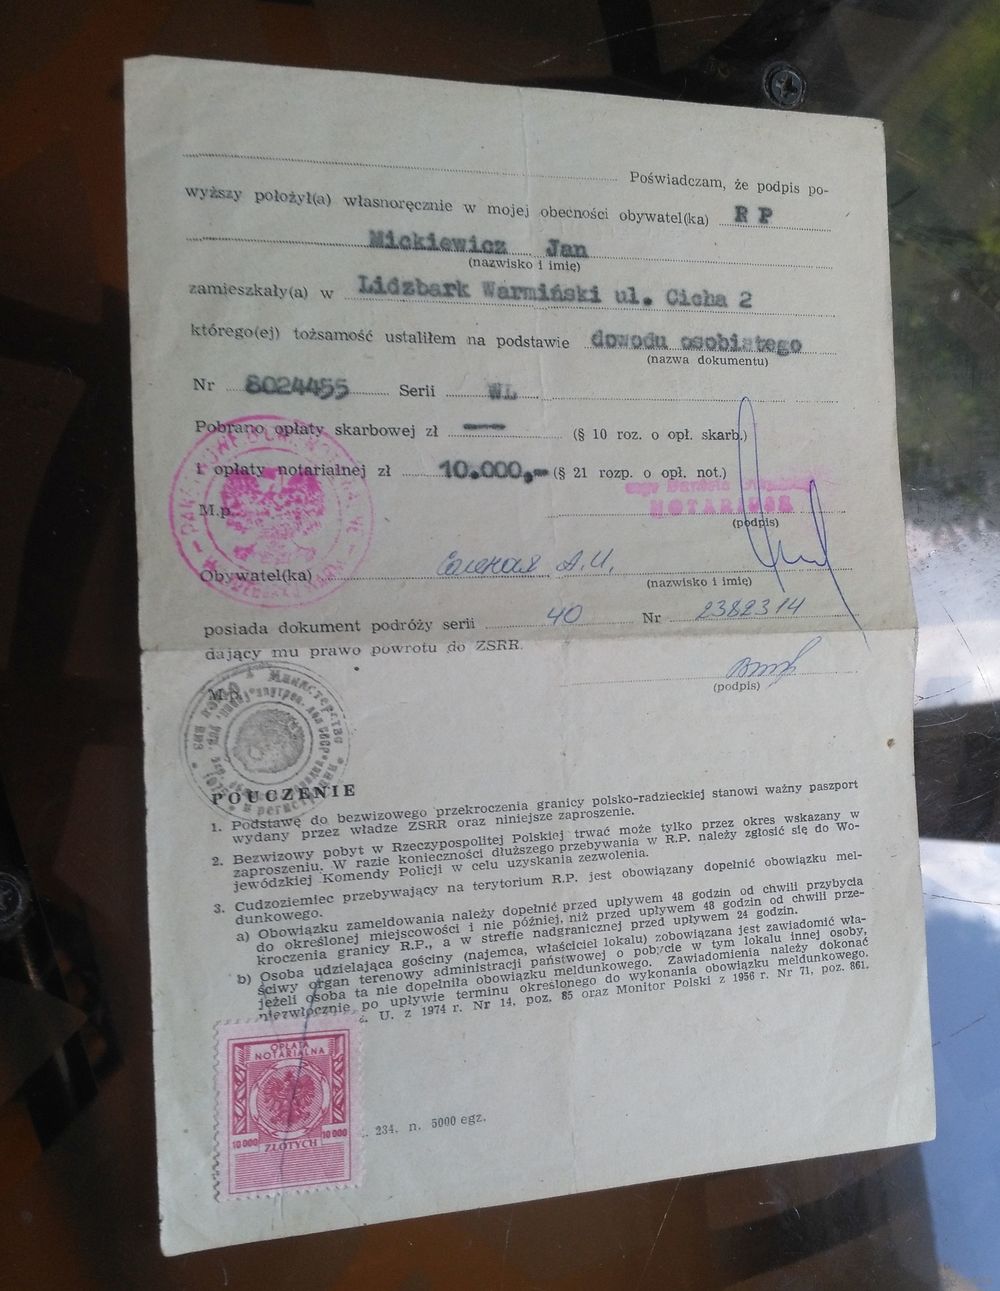 Poświadczam, że podpis po-
wyższy położył(a) własnoręcznie w mojej obecności obywatel(ka) R P
Mickiewicz Jan
(nazwisko i imię)
zamieszkały(a) w Lidzbark Warmiński ul. Cicha 2
którego(ej) tożsamość ustaliłem na podstawie dowodu osobistego
(nazwa dokumentu)
Nr 8024455 Serii WL
Pobrano opłaty skarbowej zł — (§ 10 roz. o opł. skarb.)
i opłaty notarialnej zł 10.000,— (§ 21 rozp. o opł. not.)
NOTARIUSZ
M.p.
(podpis)
Obywatel(ka) А.И.
(nazwisko i imię)
posiada dokument podróży serii 40 Nr 2382314
dający mu prawo powrotu do ZSRR.
(podpis)
M.p.
Министерство
POUCZENIE
1. Podstawę do bezwizowego przekroczenia granicy polsko-radzieckiej stanowi ważny paszport
wydany przez władze ZSRR oraz niniejsze zaproszenie.
2. Bezwizowy pobyt w Rzeczypospolitej Polskiej trwać może tylko przez okres wskazany w
zaproszeniu. W razie konieczności dłuższego przebywania w R.P. należy zgłosić się do Wo-
jewódzkiej Komendy Policji w celu uzyskania zezwolenia.
3. Cudzoziemiec przebywający na terytorium R.P. jest obowiązany dopełnić obowiązku mel-
dunkowego.
a) Obowiązku zameldowania należy dopełnić przed upływem 48 godzin od chwili przybycia
do określonej miejscowości i nie później, niż przed upływem 48 godzin od chwili prze-
kroczenia granicy R.P., a w strefie nadgranicznej przed upływem 24 godzin.
b) Osoba udzielająca gościny (najemca, właściciel lokalu) zobowiązana jest zawiadomić wła-
ściwy organ terenowy administracji państwowej o pobycie w tym lokalu innej osoby,
jeżeli osoba ta nie dopełniła obowiązku meldunkowego. Zawiadomienia należy dokonać
niezwłocznie po upływie terminu określonego do wykonania obowiązku meldunkowego.
U. z 1974 r. Nr 14, poz. 85 oraz Monitor Polski z 1956 r. Nr 71, poz. 861.
OPŁATA
NOTARIALNA
10 000 10 000
ZŁOTYCH
234. n. 5000 egz.